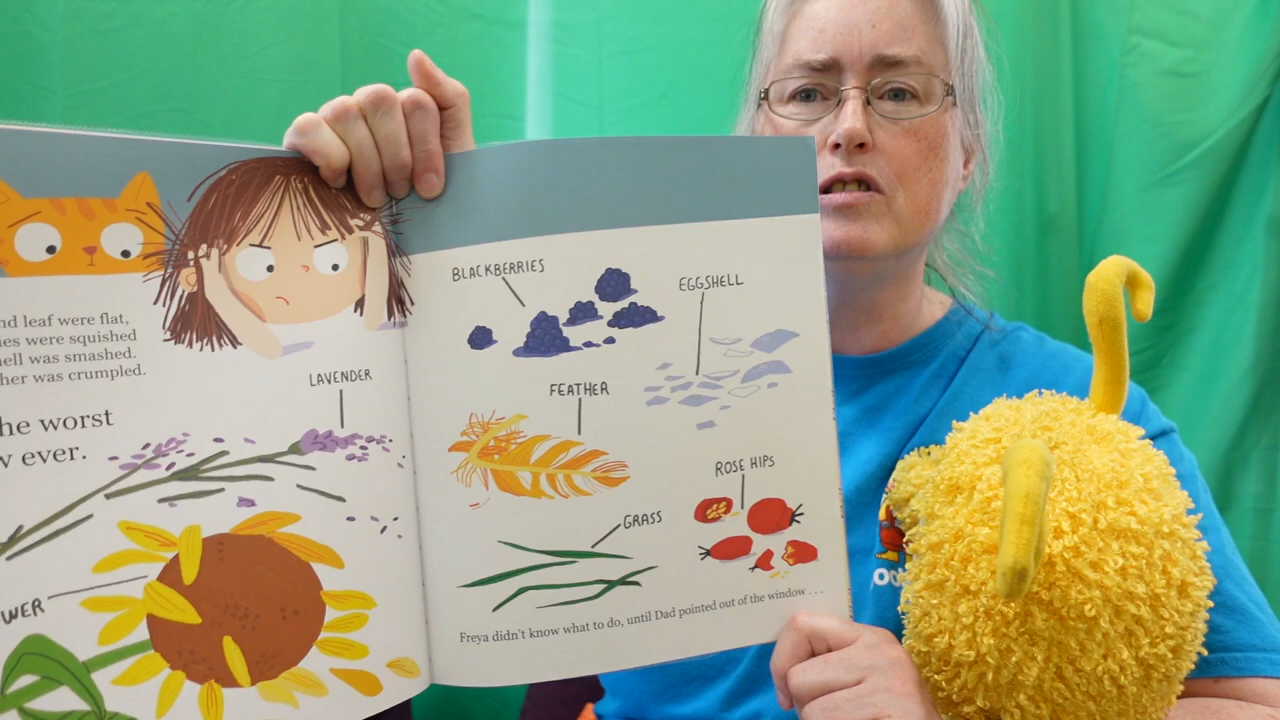 nd leaf were flat,
ies were squished
ell was smashed.
her was crumpled.
LAVENDER
he worst
w ever.
WER
BLACKBERRIES
EGGSHELL
FEATHER
ROSE HIPS
GRASS
Freya didn't know what to do, until Dad pointed out of the window . . .